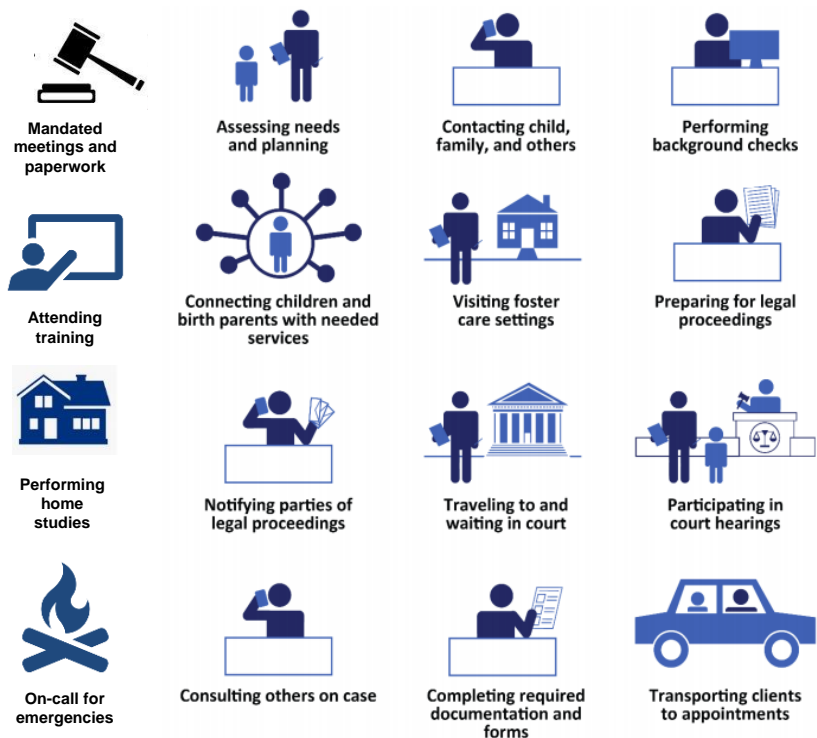 Mandated
meetings and
paperwork
Assessing needs
and planning
Contacting child,
family, and others
Performing
background checks
Attending
training
Connecting children and
birth parents with needed
services
Visiting foster
care settings
Preparing for legal
proceedings
Performing
home
studies
Notifying parties of
legal proceedings
Traveling to and
waiting in court
Participating in
court hearings
On-call for
emergencies
Consulting others on case
Completing required
documentation and
forms
Transporting clients
to appointments